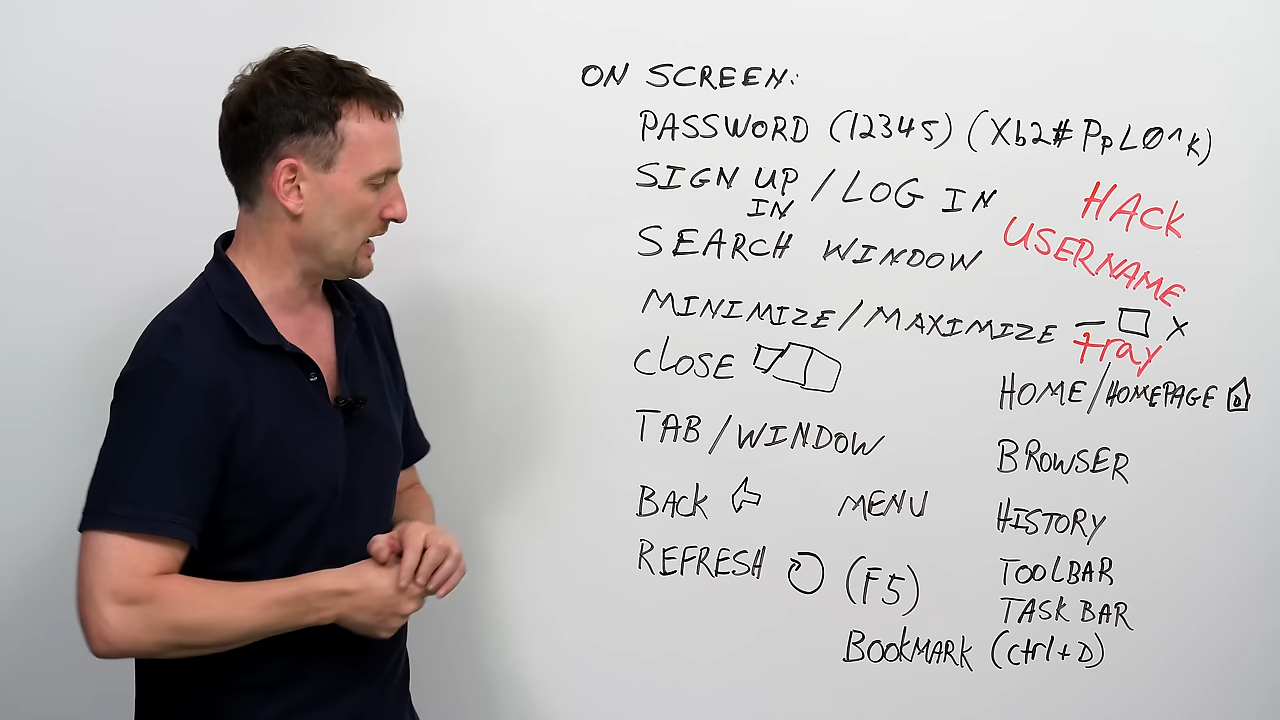 ON SCREEN:
PASSWORD (12345) (Xb2# PpLØ^k)
SIGN UP / LOG IN
IN
HACK
USERNAME
SEARCH WINDOW
MINIMIZE/MAXIMIZE — □ X
tray
CLOSE
HOME/HOMEPAGE
TAB/WINDOW
BROWSER
BACK
MENU
HISTORY
REFRESH (F5)
TOOLBAR
TASK BAR
BOOKMARK (ctrl+D)